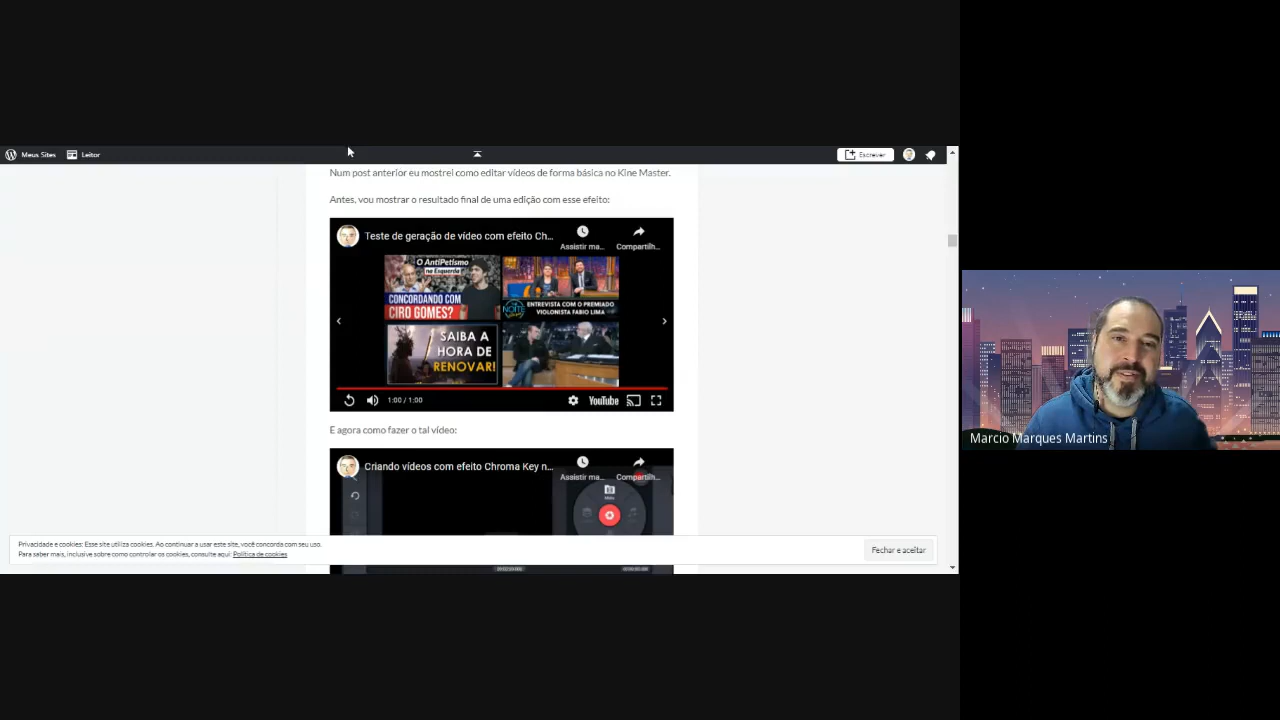 Meus Sites
Leitor
Escrever
Num post anterior eu mostrei como editar vídeos de forma básica no Kine Master.
Antes, vou mostrar o resultado final de uma edição com esse efeito:
Teste de geração de vídeo com efeito Ch...
Assistir ma...
Compartilh...
O AntiPetismo
na Esquerda
CONCORDANDO COM
CIRO GOMES?
THE NOITE
ENTREVISTA COM O PREMIADO
VIOLONISTA FABIO LIMA
SAIBA A
HORA DE
RENOVAR!
1:00 / 1:00
YouTube
E agora como fazer o tal vídeo:
Criando vídeos com efeito Chroma Key n...
Assistir ma...
Compartilh...
Mídia
Privacidade e cookies: Esse site utiliza cookies. Ao continuar a usar este site, você concorda com seu uso.
Para saber mais, inclusive sobre como controlar os cookies, consulte aqui: Política de cookies
Fechar e aceitar
Marcio Marques Martins